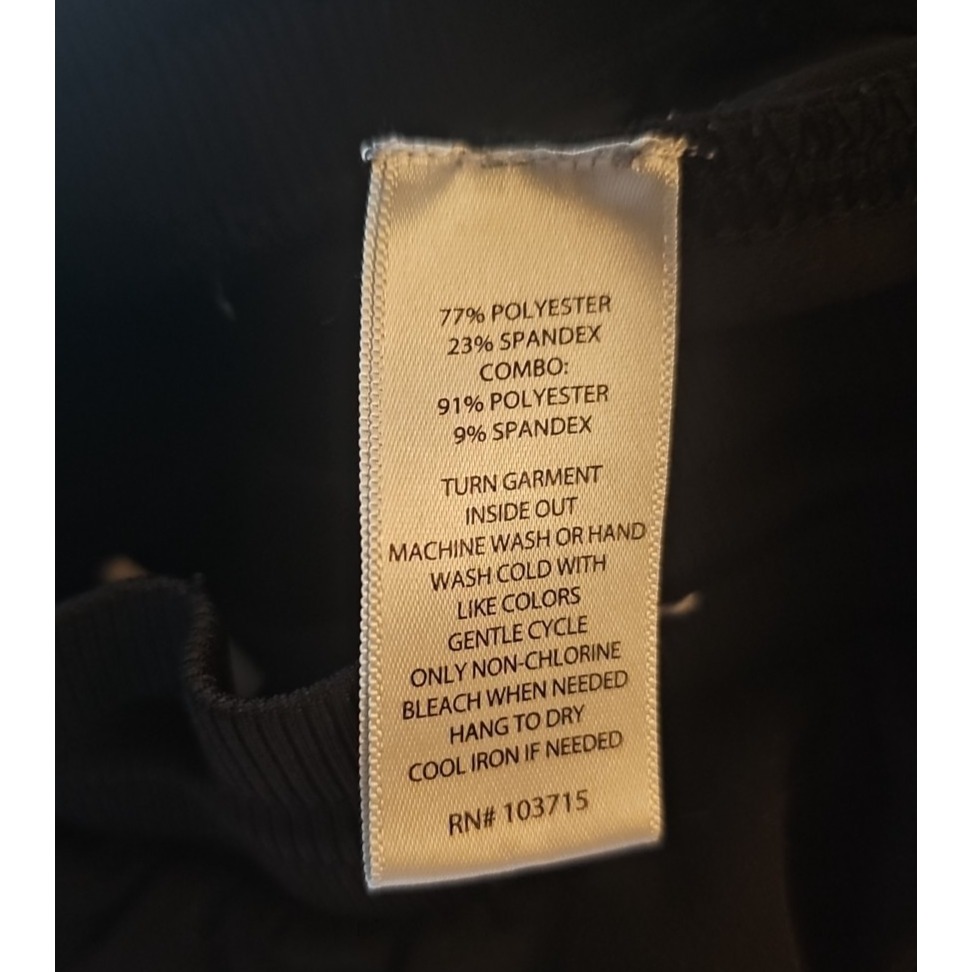 77% POLYESTER
23% SPANDEX
COMBO:
91% POLYESTER
9% SPANDEX
TURN GARMENT
INSIDE OUT
MACHINE WASH OR HAND
WASH COLD WITH
LIKE COLORS
GENTLE CYCLE
ONLY NON-CHLORINE
BLEACH WHEN NEEDED
HANG TO DRY
COOL IRON IF NEEDED
RN# 103715